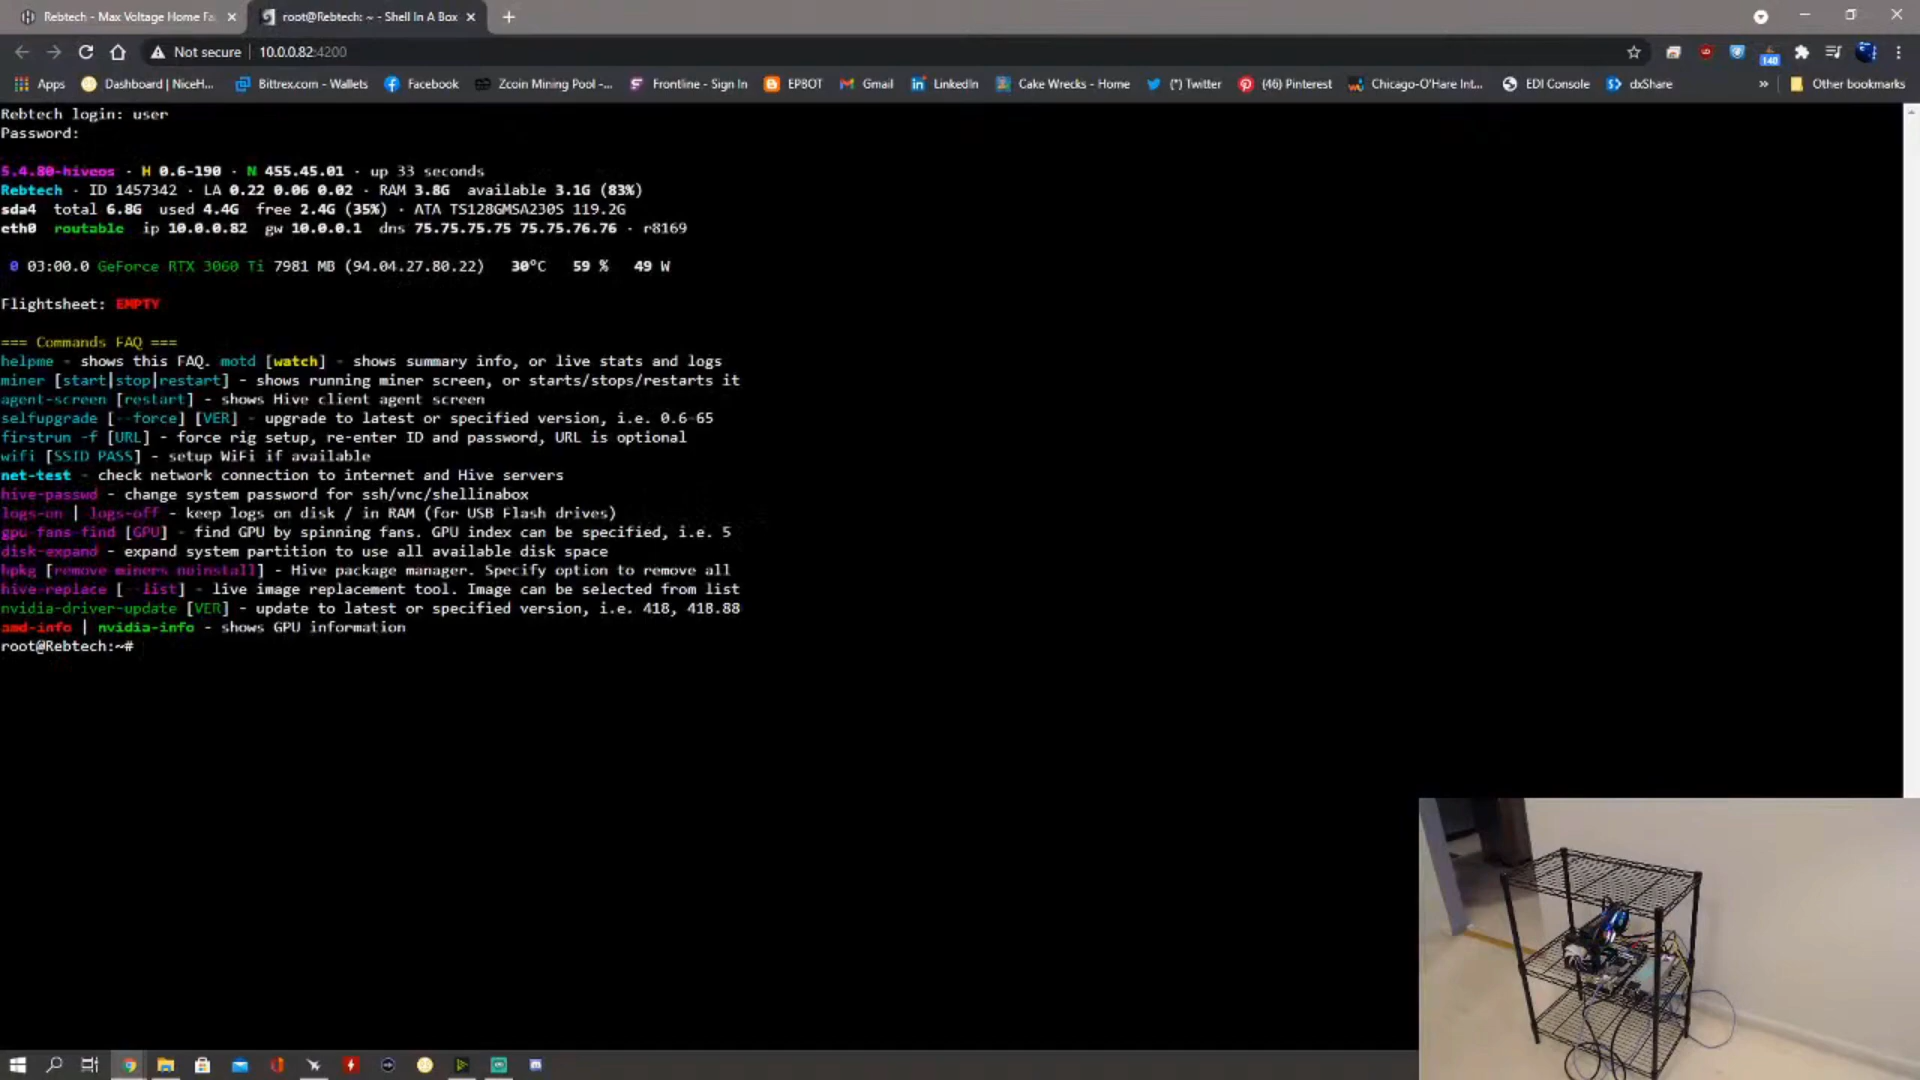 Rebtech - Max Voltage Home Fa
root@Rebtech: ~ - Shell In A Box
Not secure
10.0.0.82:4200
148
Apps
Dashboard | NiceH...
Bittrex.com - Wallets
Facebook
Zcoin Mining Pool -...
Frontline - Sign In
EPBOT
Gmail
LinkedIn
Cake Wrecks - Home
(*) Twitter
(46) Pinterest
Chicago-O'Hare Int...
EDI Console
dxShare
»
Other bookmarks
Rebtech login: user
Password:
5.4.80-hiveos · H 0.6-190 · N 455.45.01 · up 33 seconds
Rebtech · ID 1457342 · LA 0.22 0.06 0.02 · RAM 3.8G available 3.1G (83%)
sda4 total 6.8G used 4.4G free 2.4G (35%) · ATA TS128GMSA230S 119.2G
eth0 routable ip 10.0.0.82 gw 10.0.0.1 dns 75.75.75.75 75.75.76.76 · r8169
0 03:00.0 GeForce RTX 3060 Ti 7981 MB (94.04.27.80.22) 30°C 59 % 49 W
Flightsheet: EMPTY
=== Commands FAQ ===
helpme - shows this FAQ. motd [watch] - shows summary info, or live stats and logs
miner [start|stop|restart] - shows running miner screen, or starts/stops/restarts it
agent-screen [restart] - shows Hive client agent screen
selfupgrade [--force] [VER] - upgrade to latest or specified version, i.e. 0.6-65
firstrun -f [URL] - force rig setup, re-enter ID and password, URL is optional
wifi [SSID PASS] - setup WiFi if available
net-test - check network connection to internet and Hive servers
hive-passwd - change system password for ssh/vnc/shellinabox
logs-on | logs-off - keep logs on disk / in RAM (for USB Flash drives)
gpu-fans-find [GPU] - find GPU by spinning fans. GPU index can be specified, i.e. 5
disk-expand - expand system partition to use all available disk space
hpkg [remove miners nuinstall] - Hive package manager. Specify option to remove all
hive-replace [--list] - live image replacement tool. Image can be selected from list
nvidia-driver-update [VER] - update to latest or specified version, i.e. 418, 418.88
amd-info | nvidia-info - shows GPU information
root@Rebtech:~#